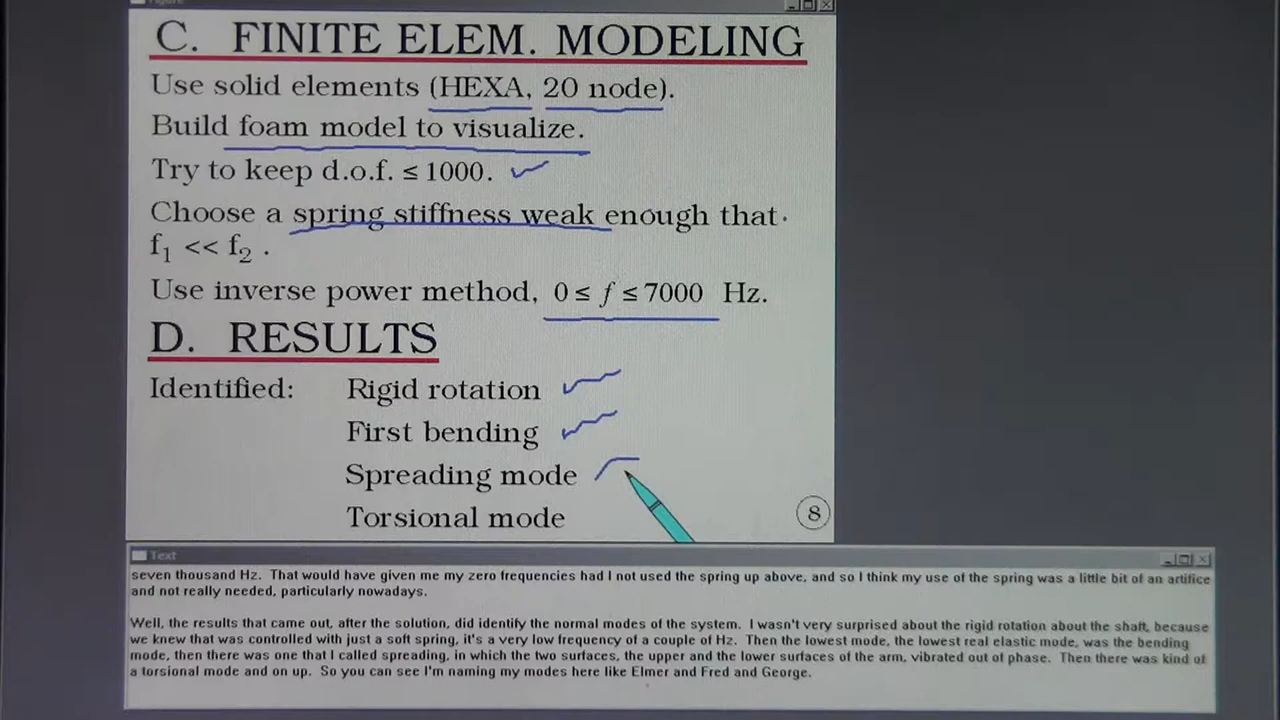 Figure
C. FINITE ELEM. MODELING
Use solid elements (HEXA, 20 node).
Build foam model to visualize.
Try to keep d.o.f. ≤ 1000.
Choose a spring stiffness weak enough that
f₁ << f₂ .
Use inverse power method, 0 ≤ f ≤ 7000 Hz.
D. RESULTS
Identified: Rigid rotation
First bending
Spreading mode
Torsional mode
8
Text
seven thousand Hz. That would have given me my zero frequencies had I not used the spring up above, and so I think my use of the spring was a little bit of an artifice
and not really needed, particularly nowadays.
Well, the results that came out, after the solution, did identify the normal modes of the system. I wasn't very surprised about the rigid rotation about the shaft, because
we knew that was controlled with just a soft spring, it's a very low frequency of a couple of Hz. Then the lowest mode, the lowest real elastic mode, was the bending
mode, then there was one that I called spreading, in which the two surfaces, the upper and the lower surfaces of the arm, vibrated out of phase. Then there was kind of
a torsional mode and on up. So you can see I'm naming my modes here like Elmer and Fred and George.